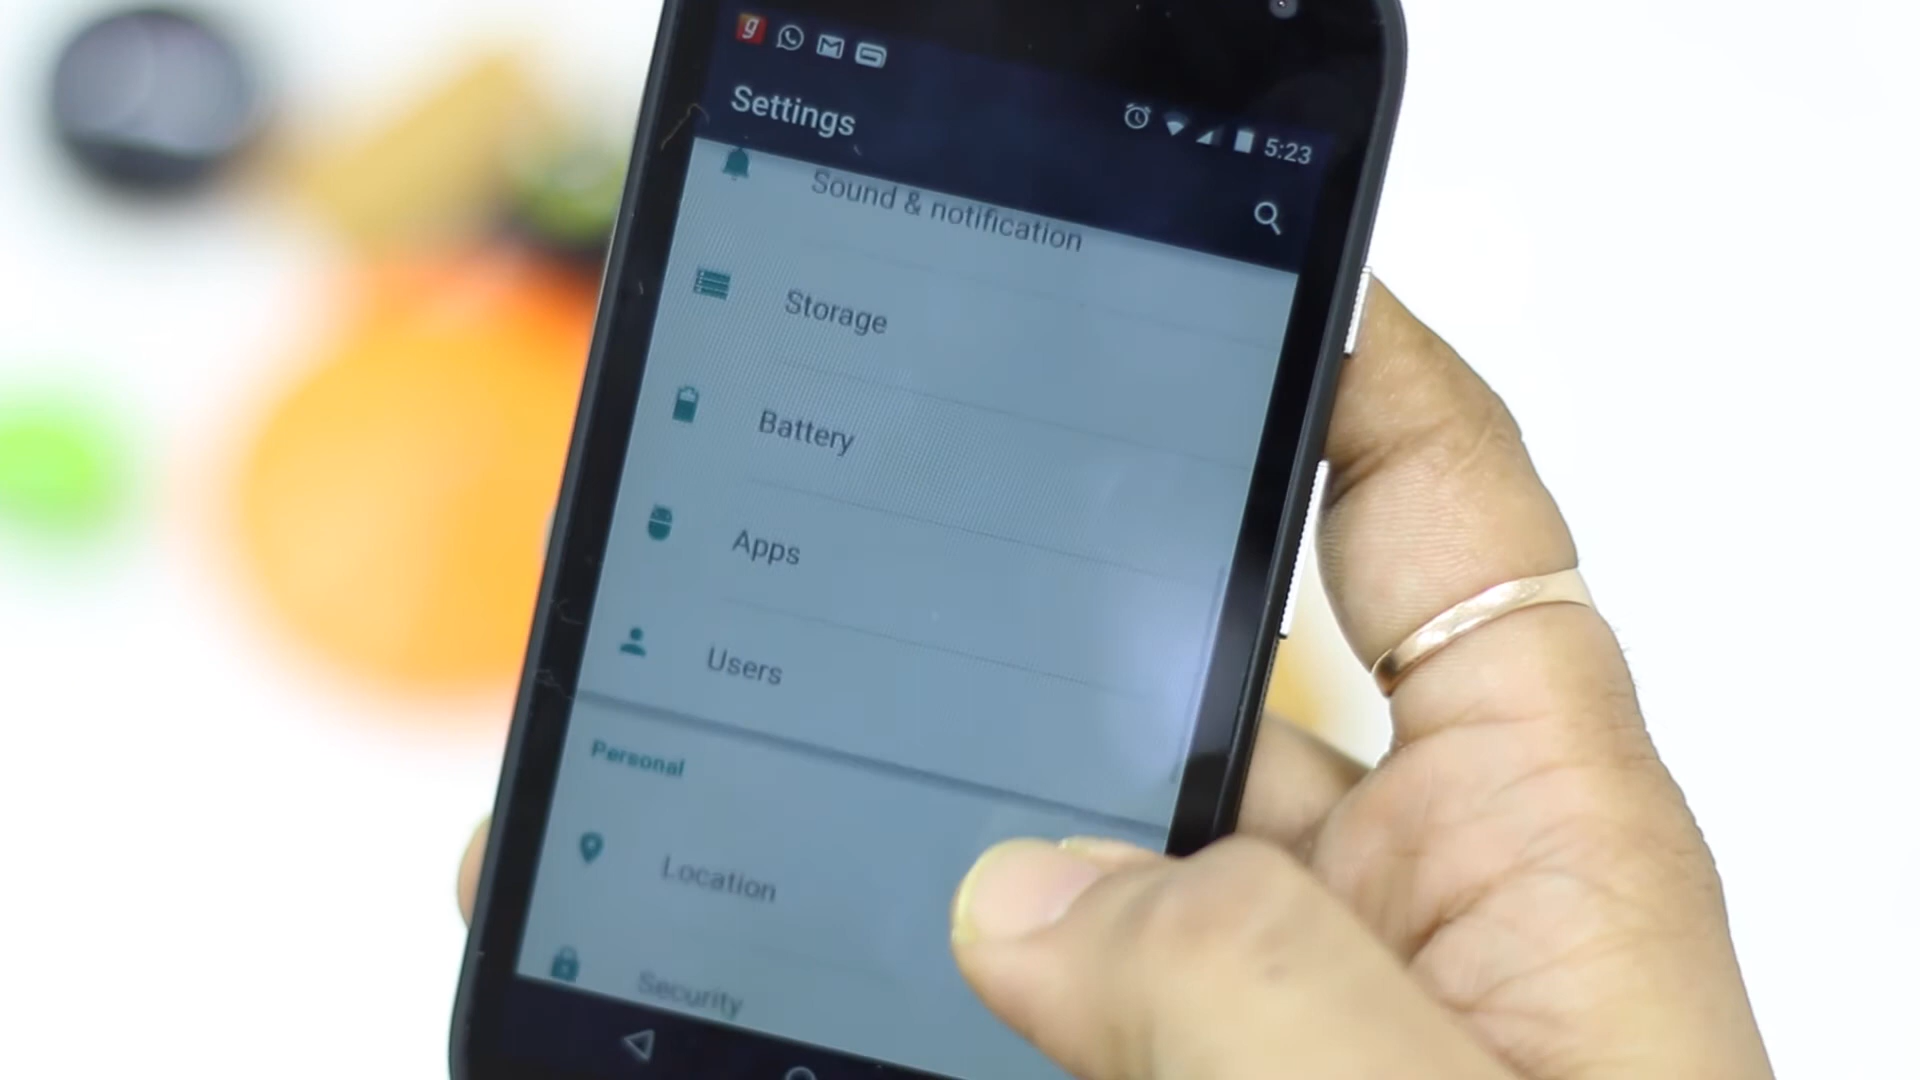 g
Settings
5:23
Sound & notification
Storage
Battery
Apps
Users
Personal
Location
Security